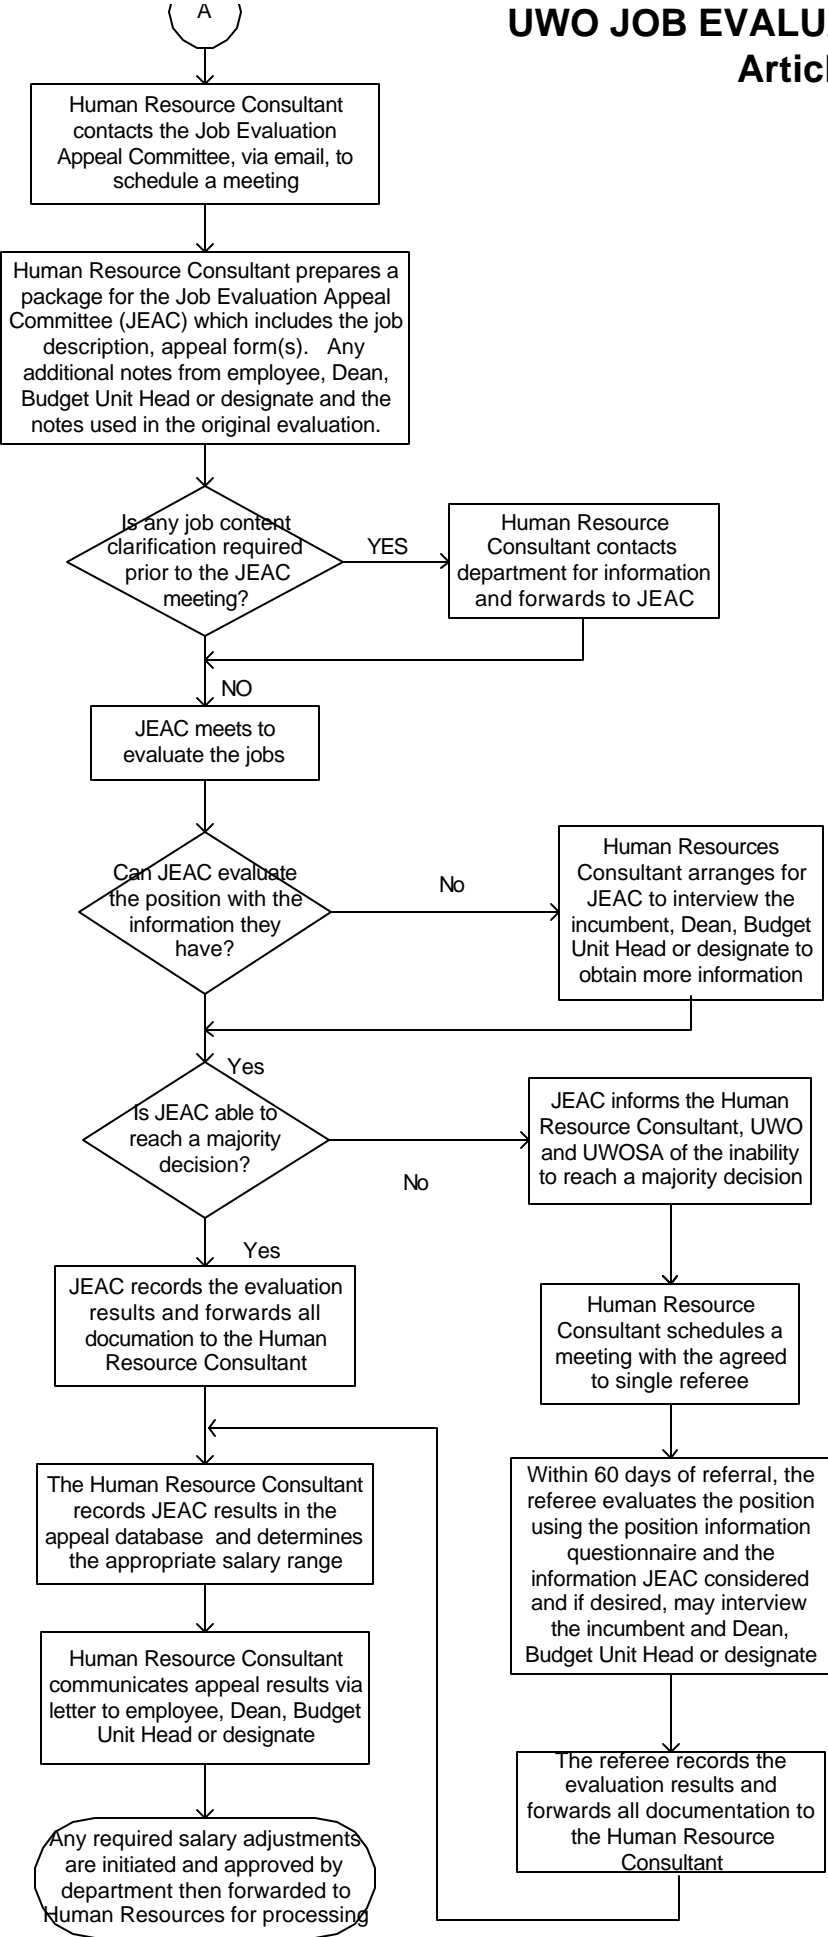 A
UWO JOB EVALUA
Articl
Human Resource Consultant
contacts the Job Evaluation
Appeal Committee, via email, to
schedule a meeting
Human Resource Consultant prepares a
package for the Job Evaluation Appeal
Committee (JEAC) which includes the job
description, appeal form(s). Any
additional notes from employee, Dean,
Budget Unit Head or designate and the
notes used in the original evaluation.
Is any job content
clarification required
prior to the JEAC
meeting?
YES
Human Resource
Consultant contacts
department for information
and forwards to JEAC
NO
JEAC meets to
evaluate the jobs
Can JEAC evaluate
the position with the
information they
have?
No
Human Resources
Consultant arranges for
JEAC to interview the
incumbent, Dean, Budget
Unit Head or designate to
obtain more information
Yes
Is JEAC able to
reach a majority
decision?
No
JEAC informs the Human
Resource Consultant, UWO
and UWOSA of the inability
to reach a majority decision
Yes
JEAC records the evaluation
results and forwards all
documation to the Human
Resource Consultant
Human Resource
Consultant schedules a
meeting with the agreed
to single referee
The Human Resource Consultant
records JEAC results in the
appeal database and determines
the appropriate salary range
Within 60 days of referral, the
referee evaluates the position
using the position information
questionnaire and the
information JEAC considered
and if desired, may interview
the incumbent and Dean,
Budget Unit Head or designate
Human Resource Consultant
communicates appeal results via
letter to employee, Dean, Budget
Unit Head or designate
The referee records the
evaluation results and
forwards all documentation to
the Human Resource
Consultant
Any required salary adjustments
are initiated and approved by
department then forwarded to
Human Resources for processing